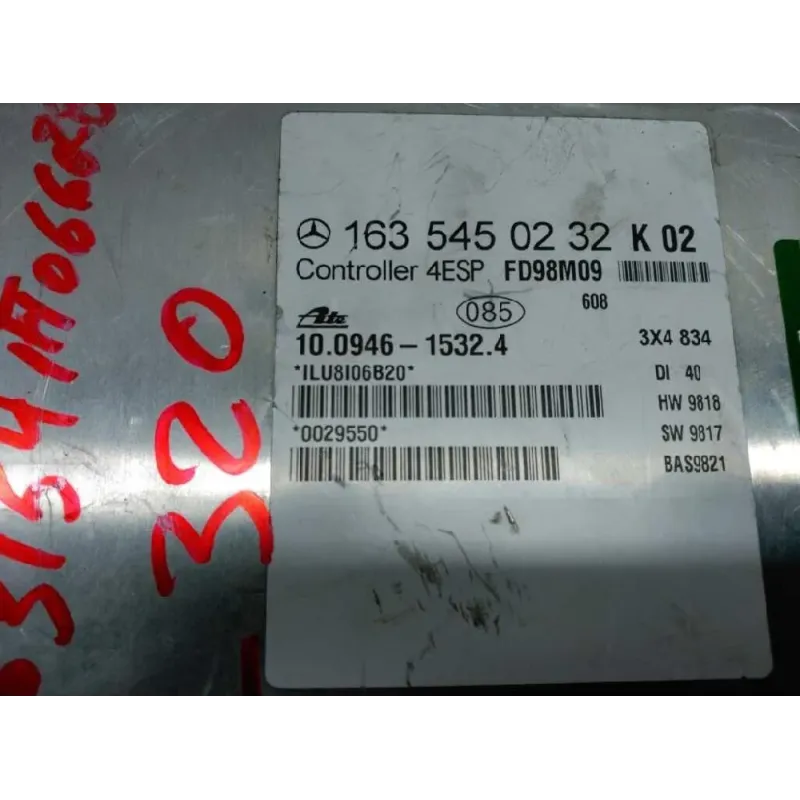 163 545 02 32 K 02
Controller 4ESP FD98M09
085 608
Ate
10.0946-1532.4 3X4 834
*1LU8I06B20* DI 40
HW 9818
*0029550* SW 9817
BAS9821
320